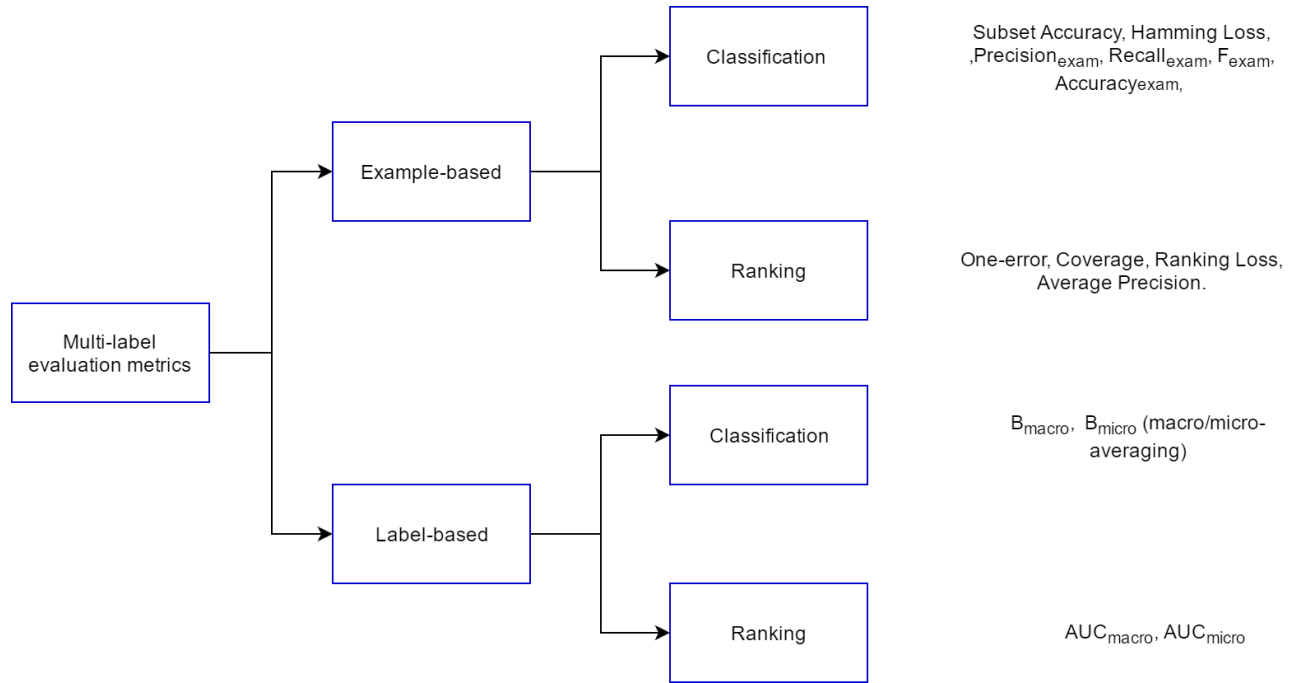 Classification
Subset Accuracy, Hamming Loss,
,Precisionexam, Recallexam, Fexam,
Accuracyexam,
Example-based
Ranking
One-error, Coverage, Ranking Loss,
Average Precision.
Multi-label
evaluation metrics
Classification
Bmacro, Bmicro (macro/micro-
averaging)
Label-based
Ranking
AUCmacro, AUCmicro